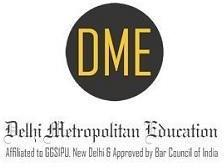 DME
Delhi Metropolitan Education
Affiliated to GGSIPU, New Delhi & Approved by Bar Council of India